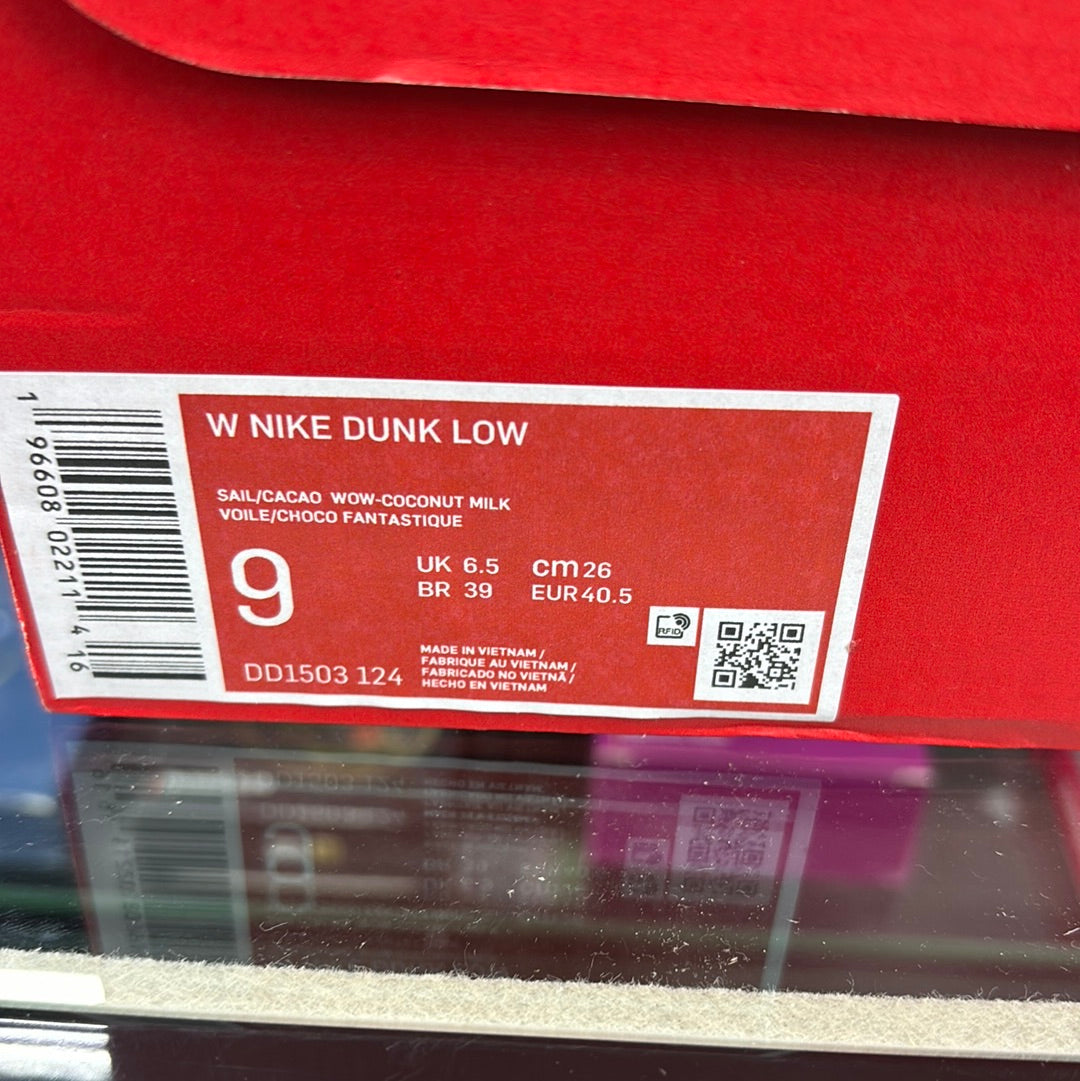 W NIKE DUNK LOW
SAIL/CACAO WOW-COCONUT MILK
VOILE/CHOCO FANTASTIQUE
9
UK 6.5 cm 26
BR 39 EUR 40.5
RFID
DD1503 124
MADE IN VIETNAM /
FABRIQUE AU VIETNAM /
FABRICADO NO VIETNÃ /
HECHO EN VIETNAM
1 96608 02211 4 16